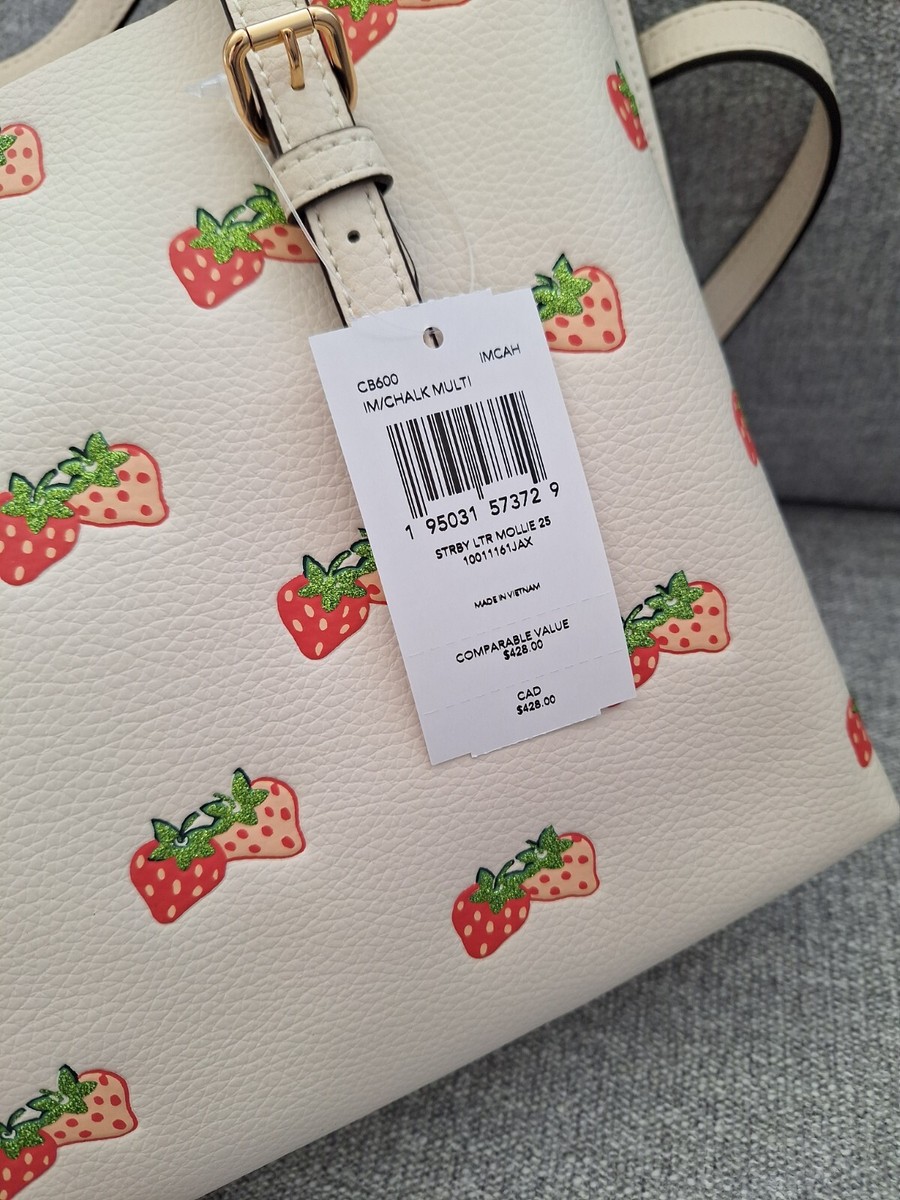 IMCAH
CB600
IM/CHALK MULTI
1 95031 57372 9
STRBY LTR MOLLIE 25
10011161JAX
MADE IN VIETNAM
COMPARABLE VALUE
$428.00
CAD
$428.00